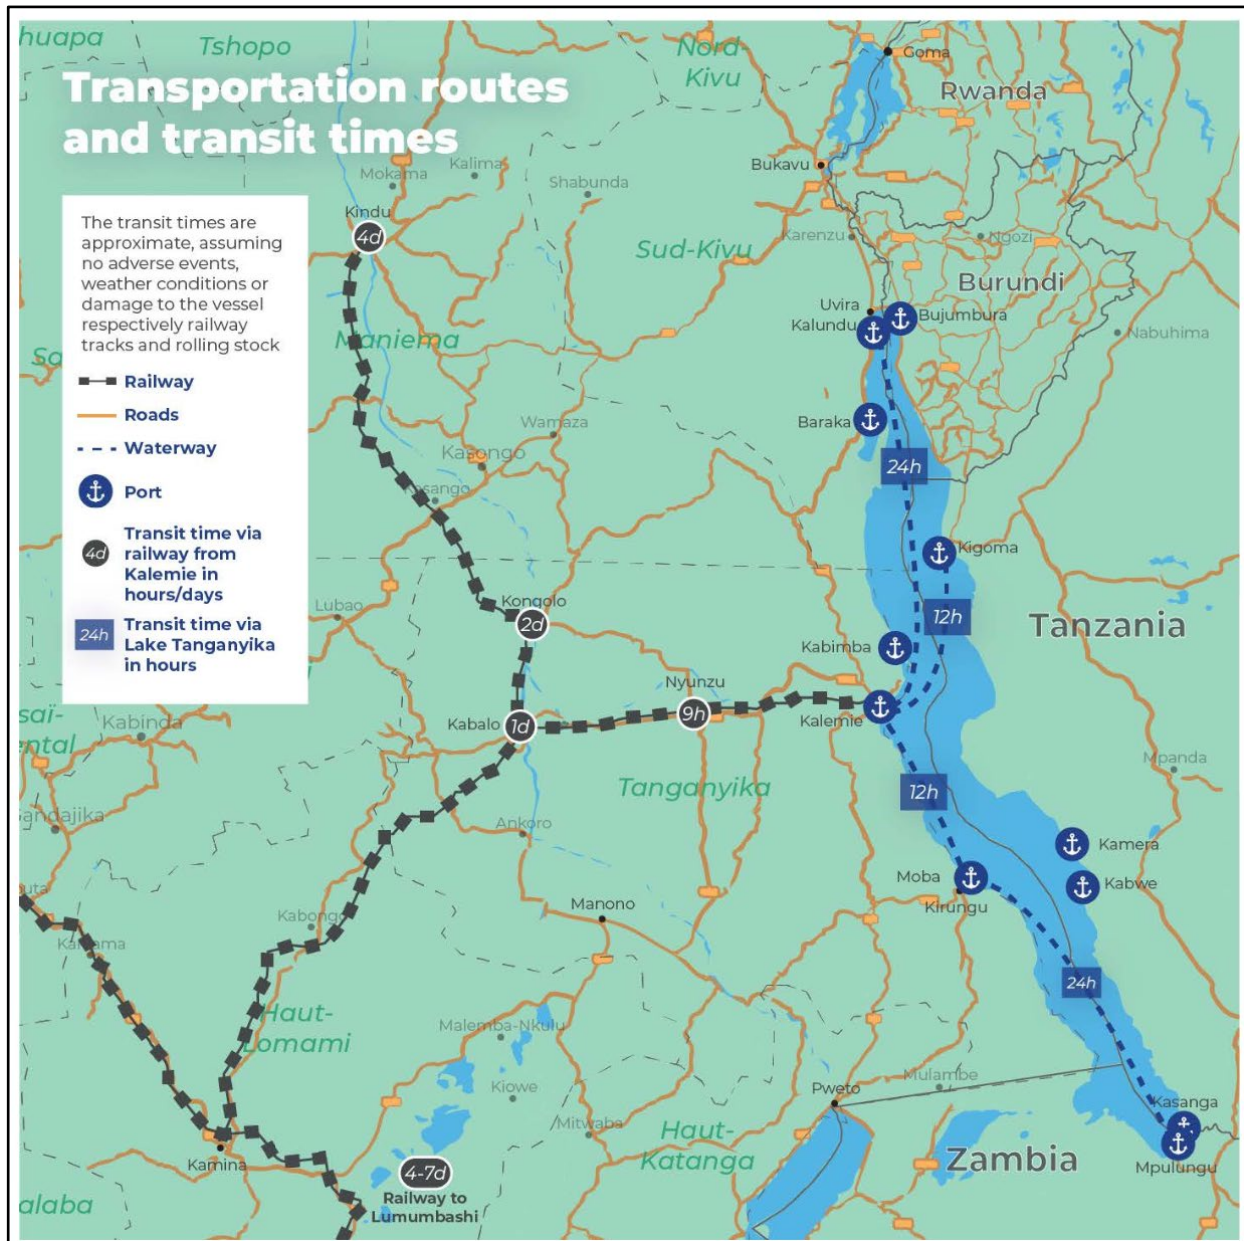 huapa
Tshopo
Nord-
Kivu
Goma
Rwanda
Transportation routes
and transit times
Mokama
Kalima
Shabunda
Bukavu
Kindu
4d
Karenzu
Ngozi
Sud-Kivu
Burundi
The transit times are
approximate, assuming
no adverse events,
weather conditions or
damage to the vessel
respectively railway
tracks and rolling stock
Railway
Roads
Waterway
Port
4d
Transit time via
railway from
Kalemie in
hours/days
24h
Transit time via
Lake Tanganyika
in hours
Uvira
Kalundu
Bujumbura
Nabuhima
Sa
Maniema
Baraka
Wamaza
Kasongo
24h
Kigoma
Lubao
Kongolo
2d
12h
Tanzania
Kabimba
Nyunzu
9h
Kalemie
Kabalo
1d
saï-
ental
Kabinda
Mpanda
Tanganyika
12h
Gandajika
Ankoro
Kamera
Kabwe
Moba
Kirungu
Manono
Kabongo
24h
Haut-
Lomami
Malemba-Nkulu
Kiowe
Mulambe
Pweto
Mitwaba
Haut-
Katanga
Kasanga
Zambia
Mpulungu
Kamina
4-7d
Railway to
Lumumbashi
alaba